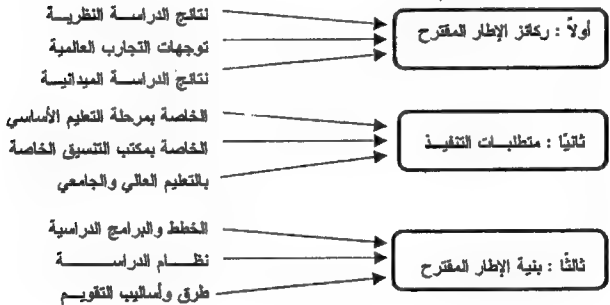 أولاً : ركائز الإطار المقترح
نتائج الدراسة النظرية
توجهات التجارب العالمية
نتائج الدراسة الميدانية
ثانيًا : متطلبات التنفيذ
الخاصة بمرحلة التعليم الأساسي
الخاصة بمكتب التنسيق الخاصة
بالتعليم العالي والجامعي
ثالثًا : بنية الإطار المقترح
الخطط والبرامج الدراسية
نظام الدراسة
طرق وأساليب التقويم